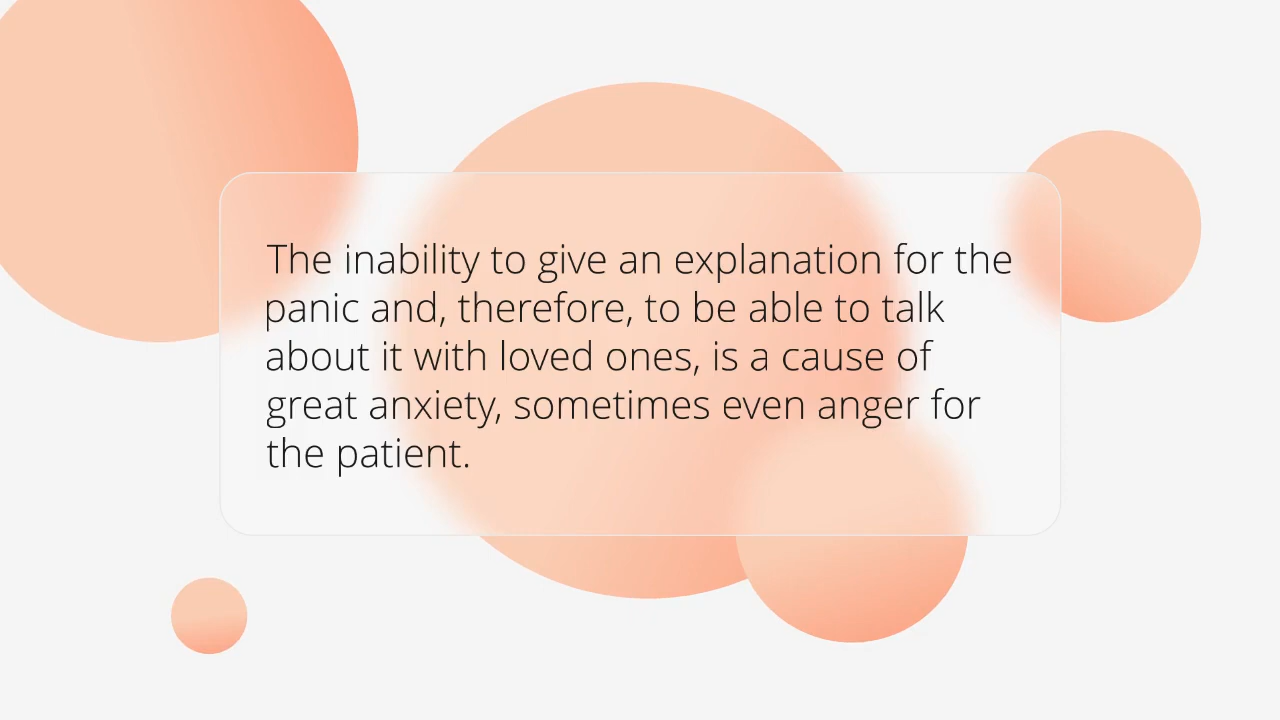 The inability to give an explanation for the
panic and, therefore, to be able to talk
about it with loved ones, is a cause of
great anxiety, sometimes even anger for
the patient.